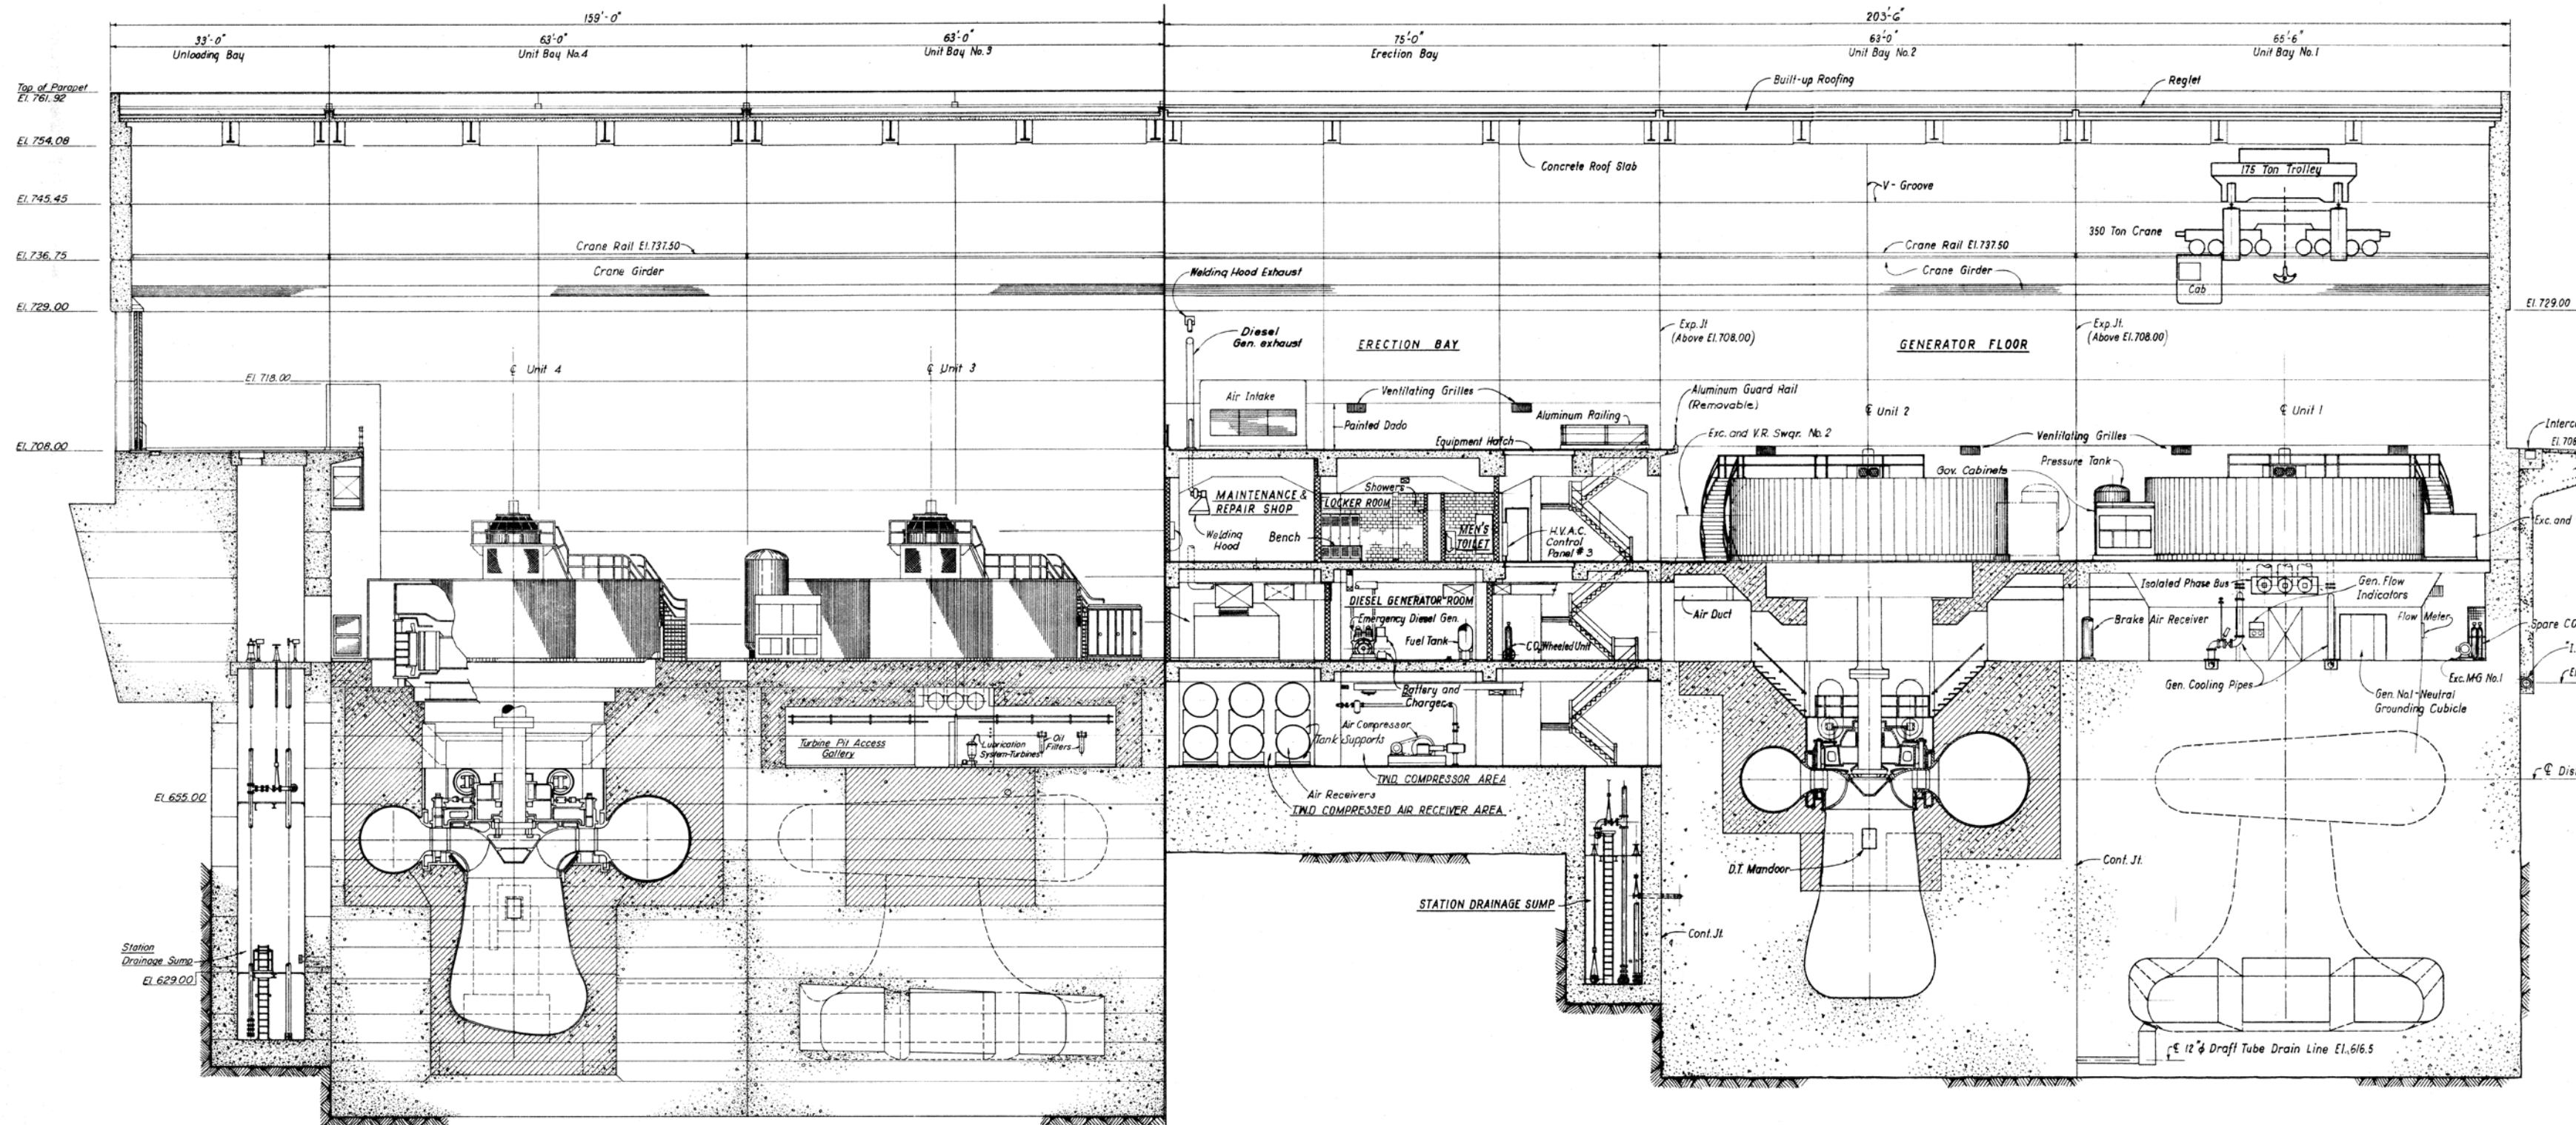 159'-0"
203'-6"
33'-0"
63'-0"
63'-0"
75'-0"
63'-0"
65'-6"
Unloading Bay
Unit Bay No.4
Unit Bay No.3
Erection Bay
Unit Bay No.2
Unit Bay No.1
Top of Parapet
El. 761.92
Built-up Roofing
Reglet
El. 754.08
Concrete Roof Slab
175 Ton Trolley
V-Groove
El. 745.45
350 Ton Crane
Crane Rail El. 737.50
Crane Rail El. 737.50
El. 736.75
Crane Girder
Welding Hood Exhaust
Crane Girder
Cab
El. 729.00
El. 729.00
Diesel
Gen. exhaust
ERECTION BAY
Exp. Jt.
(Above El. 708.00)
GENERATOR FLOOR
Exp. Jt.
(Above El. 708.00)
℄ Unit 4
℄ Unit 3
El. 718.00
Air Intake
Ventilating Grilles
Aluminum Guard Rail
(Removable)
℄ Unit 2
℄ Unit 1
Painted Dado
Aluminum Railing
Exc. and V.R. Swgr. No. 2
Ventilating Grilles
Equipment Hatch
El. 708.00
Gov. Cabinets
Pressure Tank
MAINTENANCE &
REPAIR SHOP
Showers
LOCKER ROOM
Welding
Hood
Bench
MEN'S
TOILET
H.V.A.C.
Control
Panel #3
Exc. and
Isolated Phase Bus
Gen. Flow
Indicators
DIESEL GENERATOR ROOM
Air Duct
Emergency Diesel Gen.
Fuel Tank
CO₂ Wheeled Unit
Brake Air Receiver
Flow Meter
Spare CO
Gen. Cooling Pipes
Exc. M-G No.1
Gen. No.1-Neutral
Grounding Cubicle
Battery and
Charger
Turbine Pit Access
Gallery
Lubrication
System-Turbines
Oil
Filters
Air Compressor
Tank Supports
T.W.D. COMPRESSOR AREA
Air Receivers
T.W.D. COMPRESSED AIR RECEIVER AREA
℄ Dis
El. 655.00
D.T. Mandoor
Cont. Jt.
STATION DRAINAGE SUMP
Cont. Jt.
Station
Drainage Sump
El. 629.00
℄ 12"ϕ Draft Tube Drain Line El. 616.5